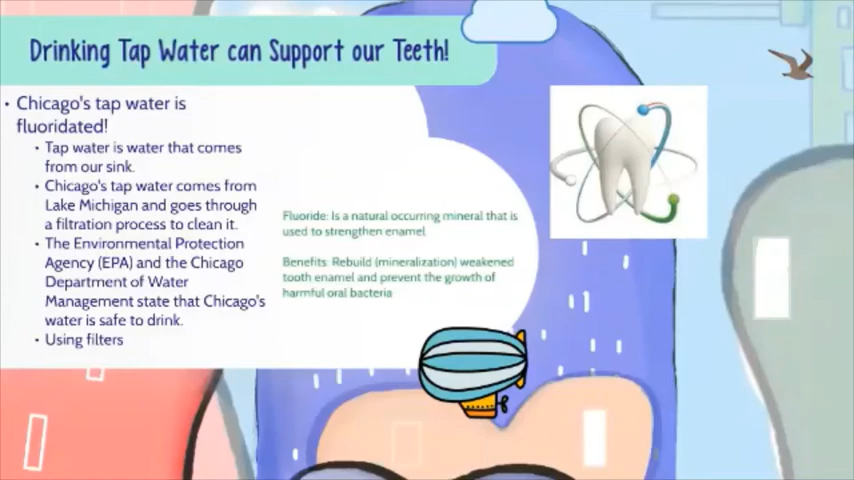 Drinking Tap Water can Support our Teeth!
• Chicago's tap water is
fluoridated!
• Tap water is water that comes
from our sink.
• Chicago's tap water comes from
Lake Michigan and goes through
a filtration process to clean it.
• The Environmental Protection
Agency (EPA) and the Chicago
Department of Water
Management state that Chicago's
water is safe to drink.
• Using filters
Fluoride: Is a natural occurring mineral that is
used to strengthen enamel
Benefits: Rebuild (mineralization) weakened
tooth enamel and prevent the growth of
harmful oral bacteria